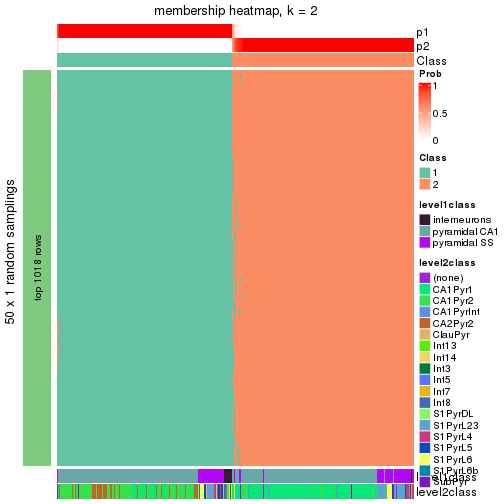 membership heatmap, k = 2
p1
p2
Class
50 x 1 random samplings
top 1018 rows
Prob
1
0.5
0
Class
1
2
level1class
interneurons
pyramidal CA1
pyramidal SS
level2class
(none)
CA1Pyr1
CA1Pyr2
CA1PyrInt
CA2Pyr2
ClauPyr
Int13
Int14
Int3
Int5
Int7
Int8
S1PyrDL
S1PyrL23
S1PyrL4
S1PyrL5
S1PyrL6
S1PyrL6b
SubPyr
level1class
level2class